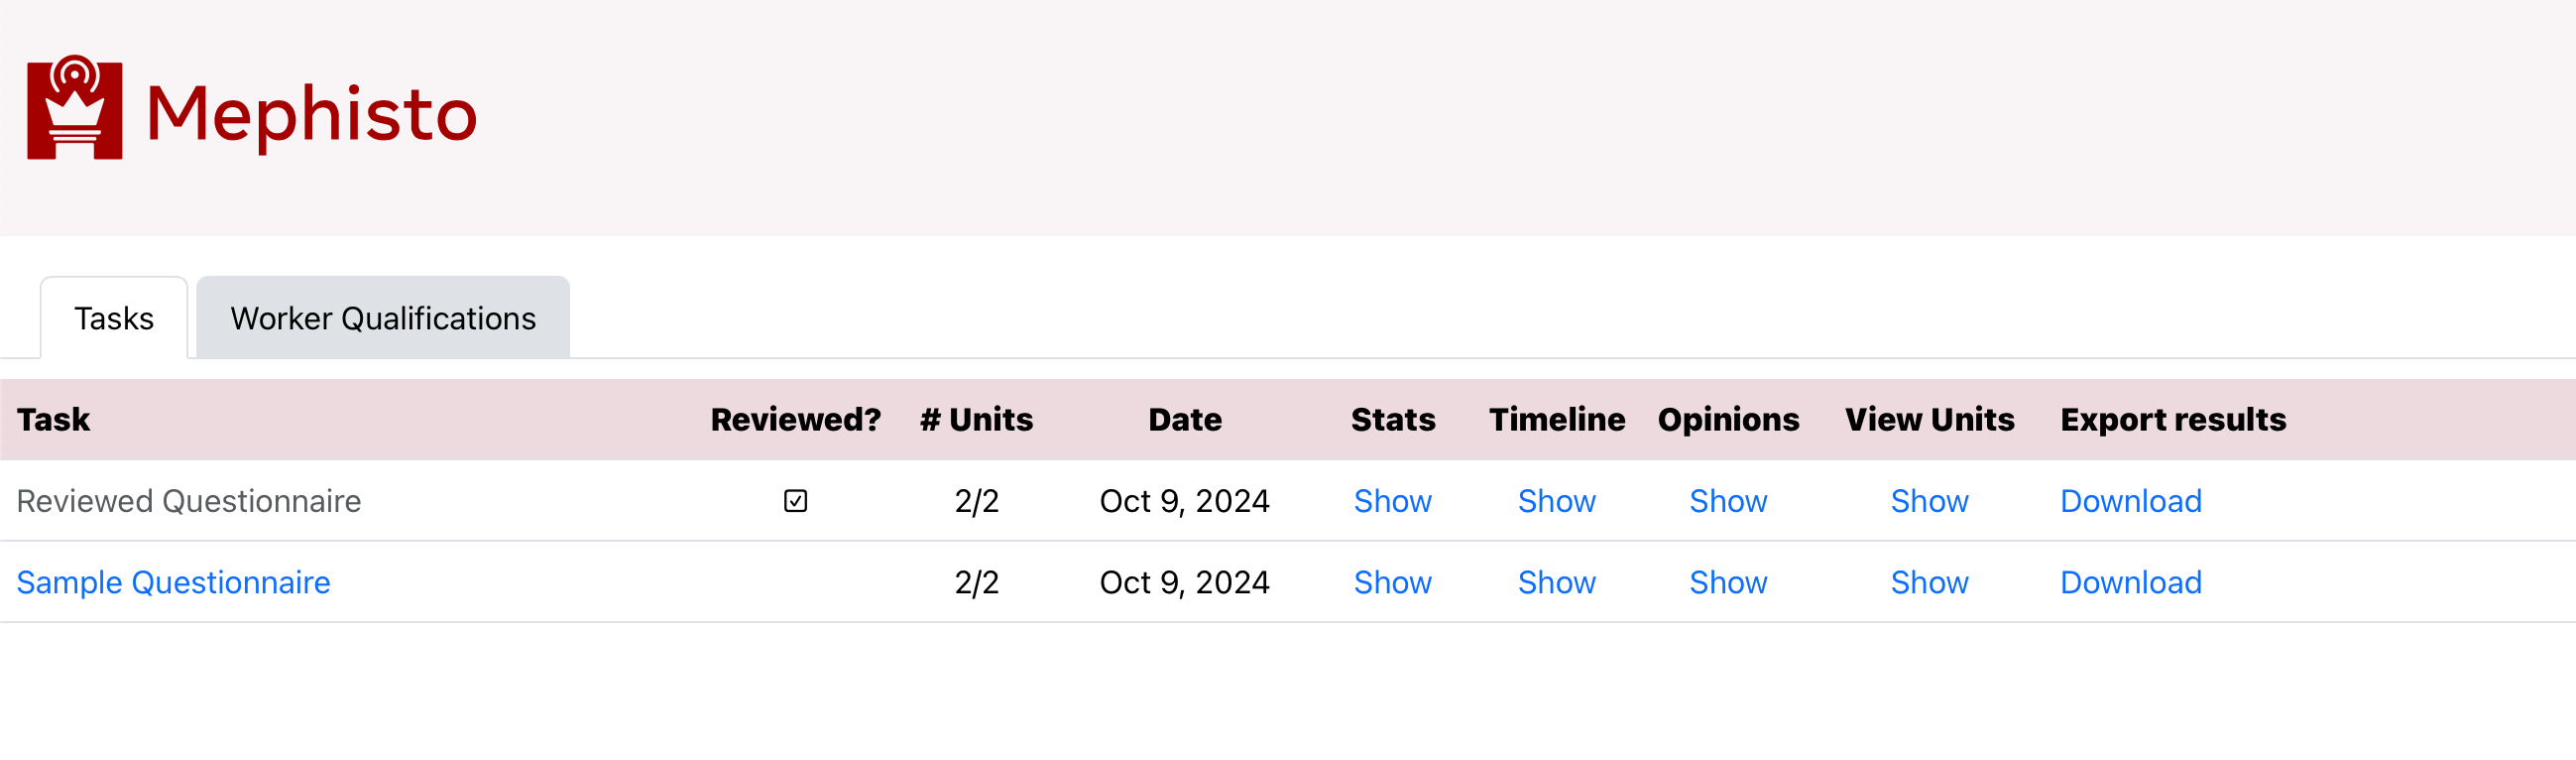 Mephisto
Tasks Worker Qualifications
Task Reviewed? # Units Date Stats Timeline Opinions View Units Export results
Reviewed Questionnaire 2/2 Oct 9, 2024 Show Show Show Show Download
Sample Questionnaire 2/2 Oct 9, 2024 Show Show Show Show Download